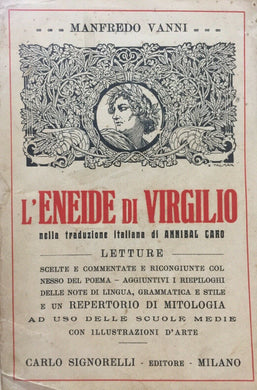 MANFREDO VANNI
L'ENEIDE DI VIRGILIO
nella traduzione italiana di ANNIBAL CARO
LETTURE
SCELTE E COMMENTATE E RICONGIUNTE COL
NESSO DEL POEMA - AGGIUNTIVI I RIEPILOGHI
DELLE NOTE DI LINGUA, GRAMMATICA E STILE
E UN REPERTORIO DI MITOLOGIA
AD USO DELLE SCUOLE MEDIE
CON ILLUSTRAZIONI D'ARTE
CARLO SIGNORELLI - EDITORE - MILANO